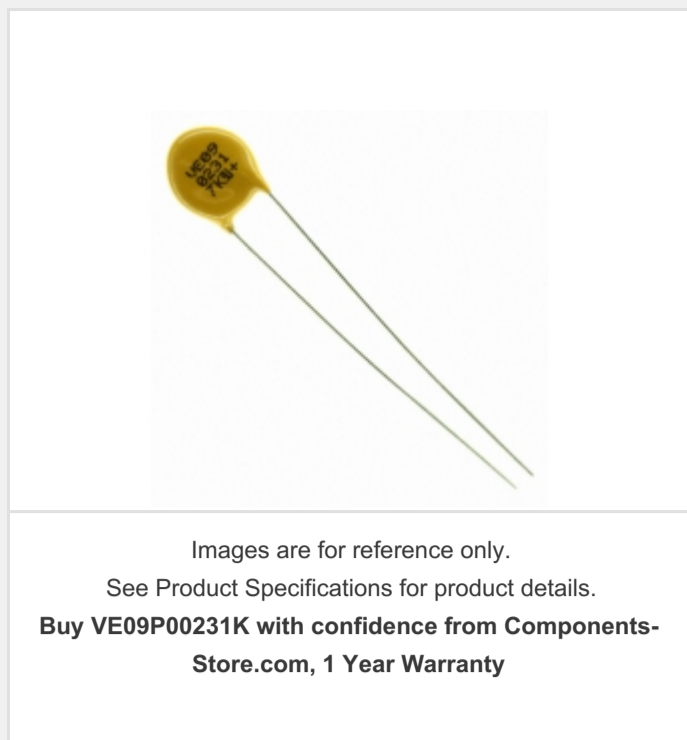 VE09
0231
Images are for reference only.
See Product Specifications for product details.
Buy VE09P00231K with confidence from Components-
Store.com, 1 Year Warranty